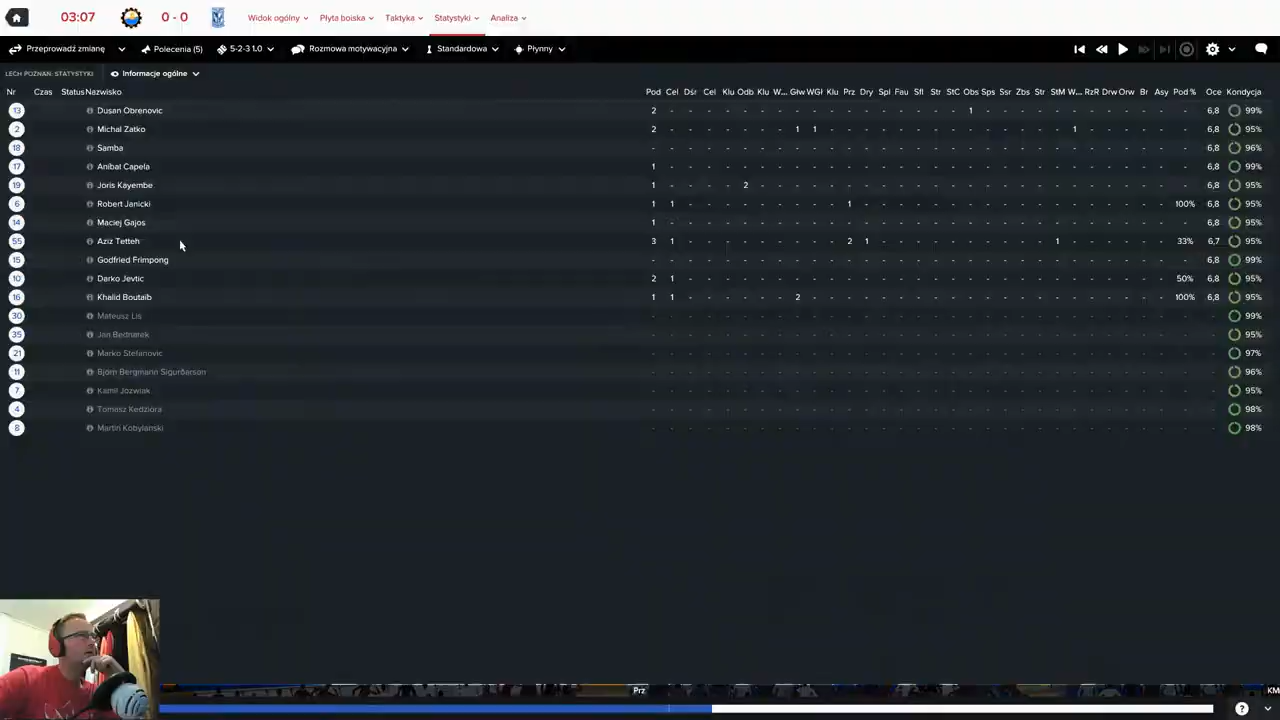 03:07 0 - 0 Widok ogólny Płyta boiska Taktyka Statystyki Analiza
Przeprowadź zmianę Polecenia (5) 5-2-3 1.0 Rozmowa motywacyjna Standardowa Płynny
LECH POZNAŃ: STATYSTYKI Informacje ogólne
Nr Czas Status Nazwisko Pod Cel Dśr Cel Klu Odb Klu W... Głw WGł Klu Prz Dry Spl Fau Sfl Str StC Obs Sps Ssr Zbs Str StM W... RzR Drw Orw Br Asy Pod % Oce Kondycja
13 Dusan Obrenovic 2 - - - - - - - - - - - - - - - - - 1 - - - - - - - - - - - - 6,8 99%
2 Michal Zatko 2 - - - - - - - 1 1 - - - - - - - - - - - - - - 1 - - - - - - 6,8 95%
18 Samba - - - - - - - - - - - - - - - - - - - - - - - - - - - - - - - 6,8 96%
17 Aníbal Capela 1 - - - - - - - - - - - - - - - - - - - - - - - - - - - - - - 6,8 99%
19 Joris Kayembe 1 - - - - 2 - - - - - - - - - - - - - - - - - - - - - - - - - 6,8 95%
6 Robert Janicki 1 1 - - - - - - - - - 1 - - - - - - - - - - - - - - - - - - 100% 6,8 95%
14 Maciej Gajos 1 - - - - - - - - - - - - - - - - - - - - - - - - - - - - - - 6,8 95%
55 Aziz Tetteh 3 1 - - - - - - - - - 2 1 - - - - - - - - - - 1 - - - - - - 33% 6,7 95%
15 Godfried Frimpong - - - - - - - - - - - - - - - - - - - - - - - - - - - - - - - 6,8 99%
10 Darko Jevtic 2 1 - - - - - - - - - - - - - - - - - - - - - - - - - - - - 50% 6,8 95%
16 Khalid Boutaib 1 1 - - - - - - 2 - - - - - - - - - - - - - - - - - - - - - 100% 6,8 95%
30 Mateusz Lis - - - - - - - - - - - - - - - - - - - - - - - - - - - - - - - - 99%
35 Jan Bednarek - - - - - - - - - - - - - - - - - - - - - - - - - - - - - - - - 95%
21 Marko Stefanovic - - - - - - - - - - - - - - - - - - - - - - - - - - - - - - - - 97%
11 Björn Bergmann Sigurðarson - - - - - - - - - - - - - - - - - - - - - - - - - - - - - - - - 96%
7 Kamil Jozwiak - - - - - - - - - - - - - - - - - - - - - - - - - - - - - - - - 95%
4 Tomasz Kedziora - - - - - - - - - - - - - - - - - - - - - - - - - - - - - - - - 98%
8 Martin Kobylanski - - - - - - - - - - - - - - - - - - - - - - - - - - - - - - - - 98%
Prz
?